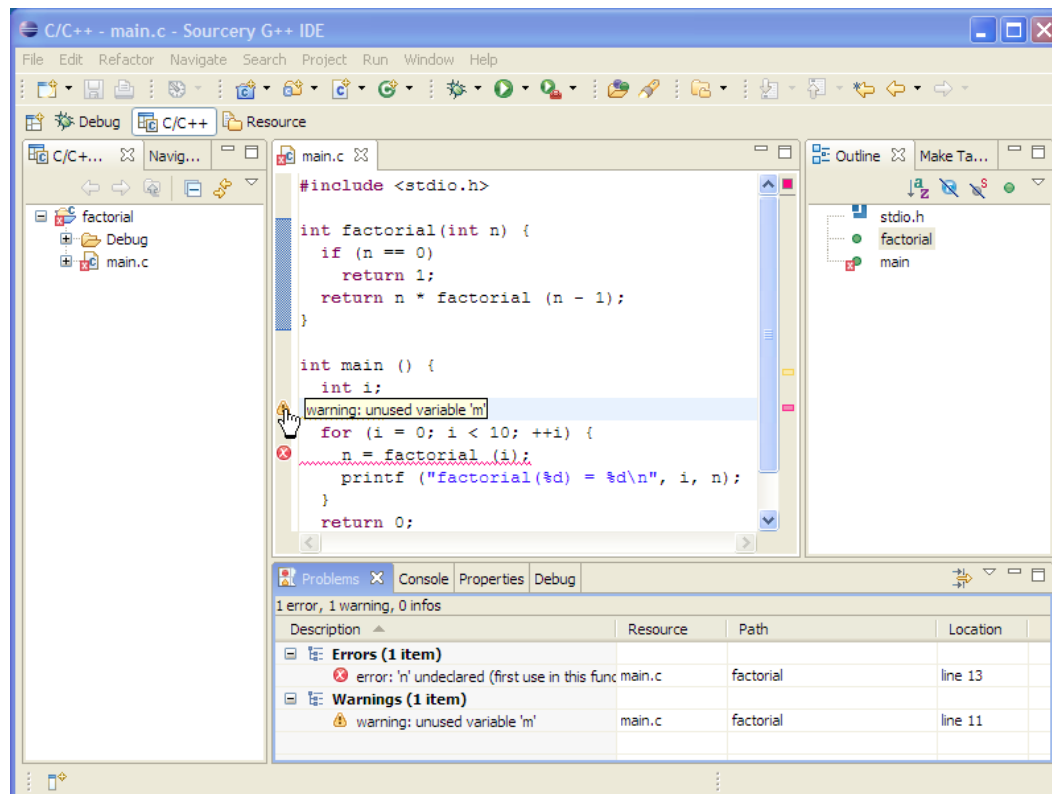 C/C++ - main.c - Sourcery G++ IDE
File Edit Refactor Navigate Search Project Run Window Help
Debug C/C++ Resource
C/C+... Navig...
factorial
Debug
main.c
main.c
#include <stdio.h>
int factorial(int n) {
if (n == 0)
return 1;
return n * factorial (n - 1);
}
int main () {
int i;
warning: unused variable 'm'
for (i = 0; i < 10; ++i) {
n = factorial (i);
printf ("factorial(%d) = %d\n", i, n);
}
return 0;
Outline Make Ta...
stdio.h
factorial
main
Problems Console Properties Debug
1 error, 1 warning, 0 infos
Description Resource Path Location
Errors (1 item)
error: 'n' undeclared (first use in this func main.c factorial line 13
Warnings (1 item)
warning: unused variable 'm' main.c factorial line 11